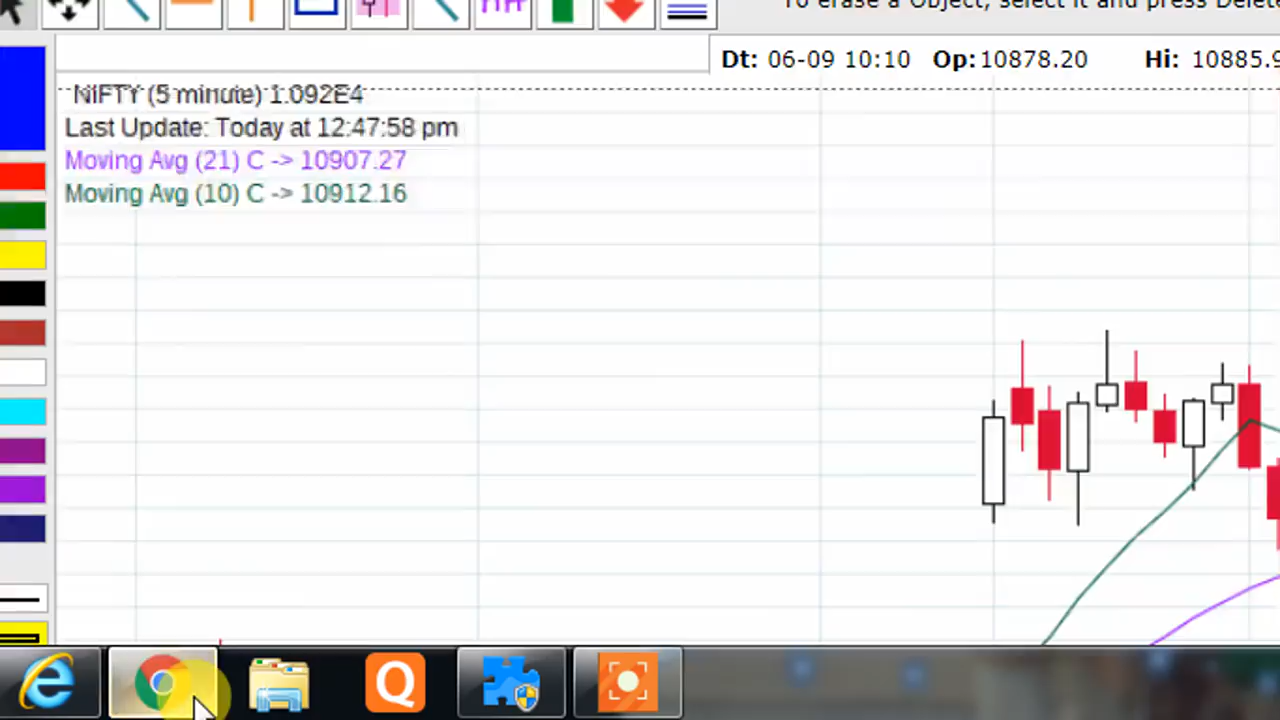 To erase a Object, select it and press Delete
Dt: 06-09 10:10 Op:10878.20 Hi: 10885.9
NIFTY (5 minute) 1.092E4
Last Update: Today at 12:47:58 pm
Moving Avg (21) C -> 10907.27
Moving Avg (10) C -> 10912.16
Q